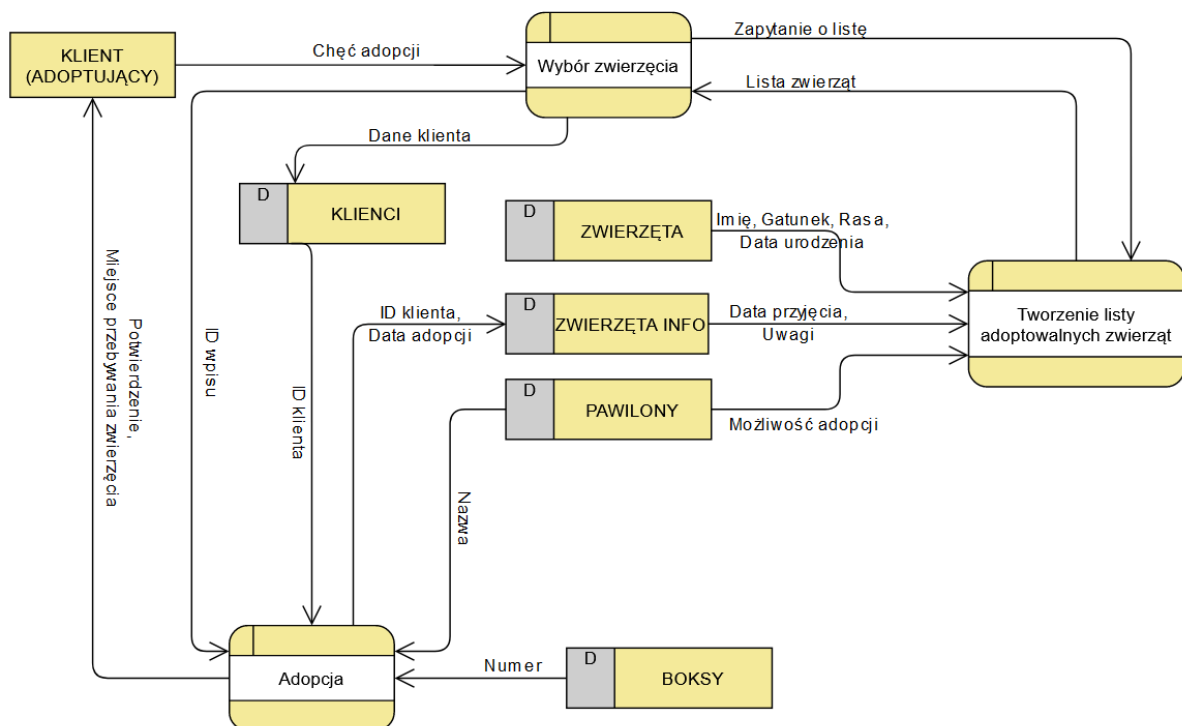 KLIENT
(ADOPTUJĄCY)
Chęć adopcji
Wybór zwierzęcia
Zapytanie o listę
Lista zwierząt
Dane klienta
D
KLIENCI
D
ZWIERZĘTA
Imię, Gatunek, Rasa,
Data urodzenia
D
ZWIERZĘTA INFO
ID klienta,
Data adopcji
Data przyjęcia,
Uwagi
Tworzenie listy
adoptowalnych zwierząt
D
PAWILONY
Możliwość adopcji
Potwierdzenie,
Miejsce przebywania zwierzęcia
ID wpisu
ID klienta
Nazwa
Adopcja
Numer
D
BOKSY